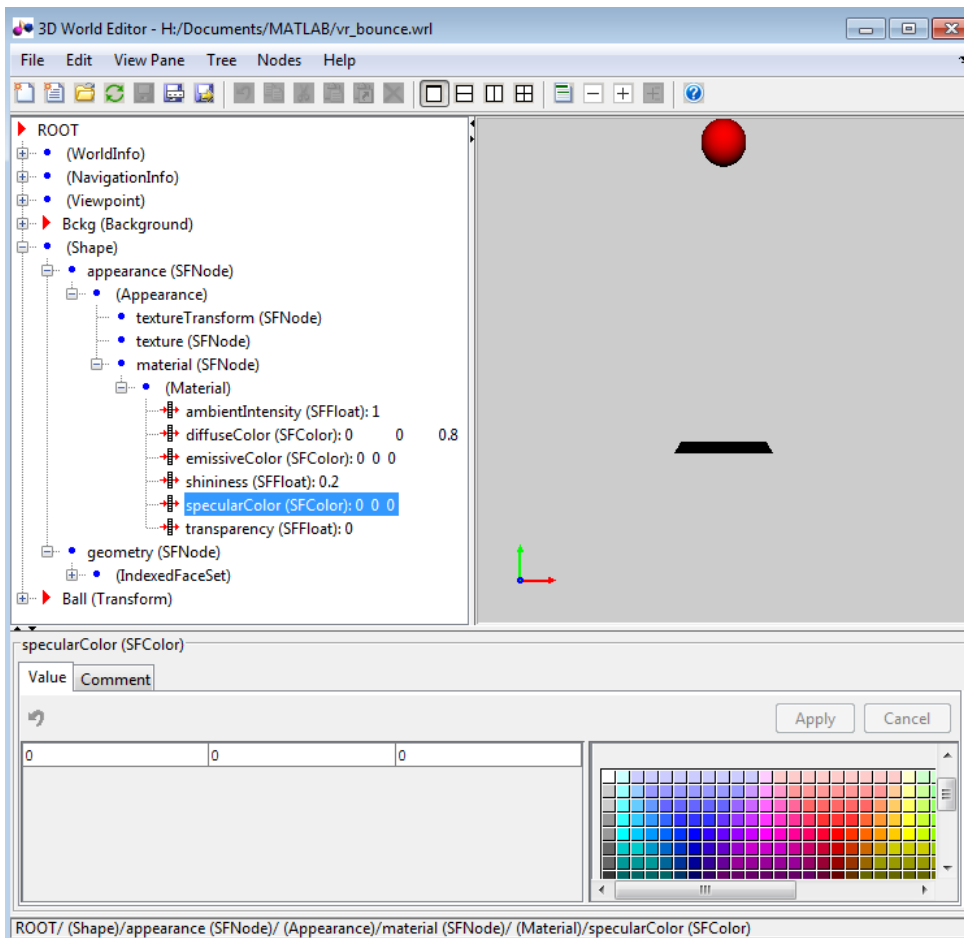 3D World Editor - H:/Documents/MATLAB/vr_bounce.wrl
File Edit View Pane Tree Nodes Help
ROOT
(WorldInfo)
(NavigationInfo)
(Viewpoint)
Bckg (Background)
(Shape)
appearance (SFNode)
(Appearance)
textureTransform (SFNode)
texture (SFNode)
material (SFNode)
(Material)
ambientIntensity (SFFloat): 1
diffuseColor (SFColor): 0 0 0.8
emissiveColor (SFColor): 0 0 0
shininess (SFFloat): 0.2
specularColor (SFColor): 0 0 0
transparency (SFFloat): 0
geometry (SFNode)
(IndexedFaceSet)
Ball (Transform)
specularColor (SFColor)
Value Comment
Apply Cancel
0 0 0
ROOT/ (Shape)/appearance (SFNode)/ (Appearance)/material (SFNode)/ (Material)/specularColor (SFColor)